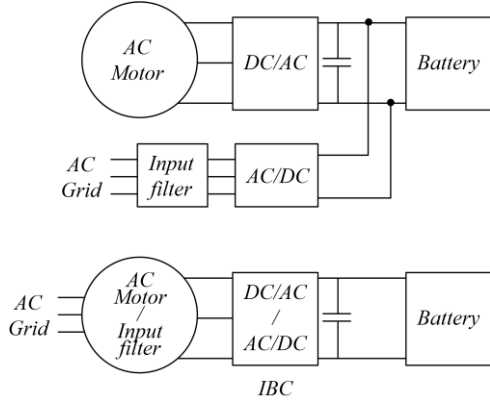 AC
Motor
DC/AC
Battery
AC
Grid
Input
filter
AC/DC
AC
Grid
AC
Motor
/
Input
filter
DC/AC
/
AC/DC
Battery
IBC